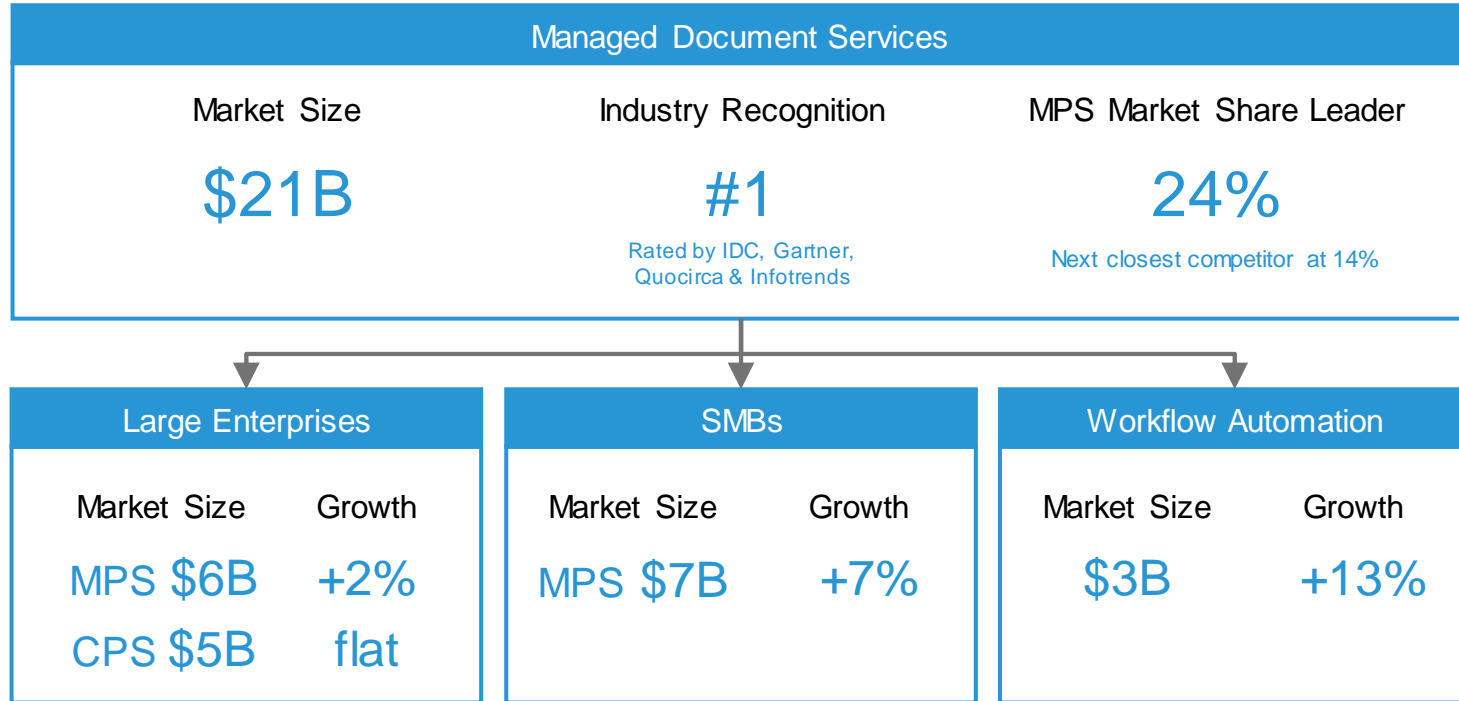 Managed Document Services
Market Size
$21B
Industry Recognition
#1
Rated by IDC, Gartner,
Quocirca & Infotrends
MPS Market Share Leader
24%
Next closest competitor at 14%
Large Enterprises
Market Size Growth
MPS $6B +2%
CPS $5B flat
SMBs
Market Size Growth
MPS $7B +7%
Workflow Automation
Market Size Growth
$3B +13%